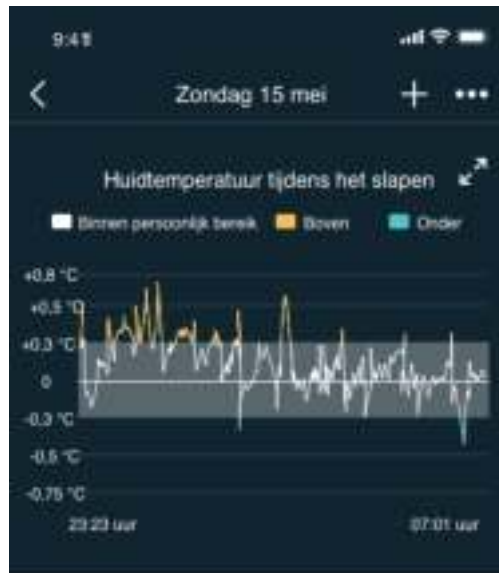 9:41
Zondag 15 mei
Huidtemperatuur tijdens het slapen
Binnen persoonlijk bereik Boven Onder
+0,8 °C
+0,5 °C
+0,3 °C
0
-0,3 °C
-0,5 °C
-0,75 °C
23:23 uur 07:01 uur